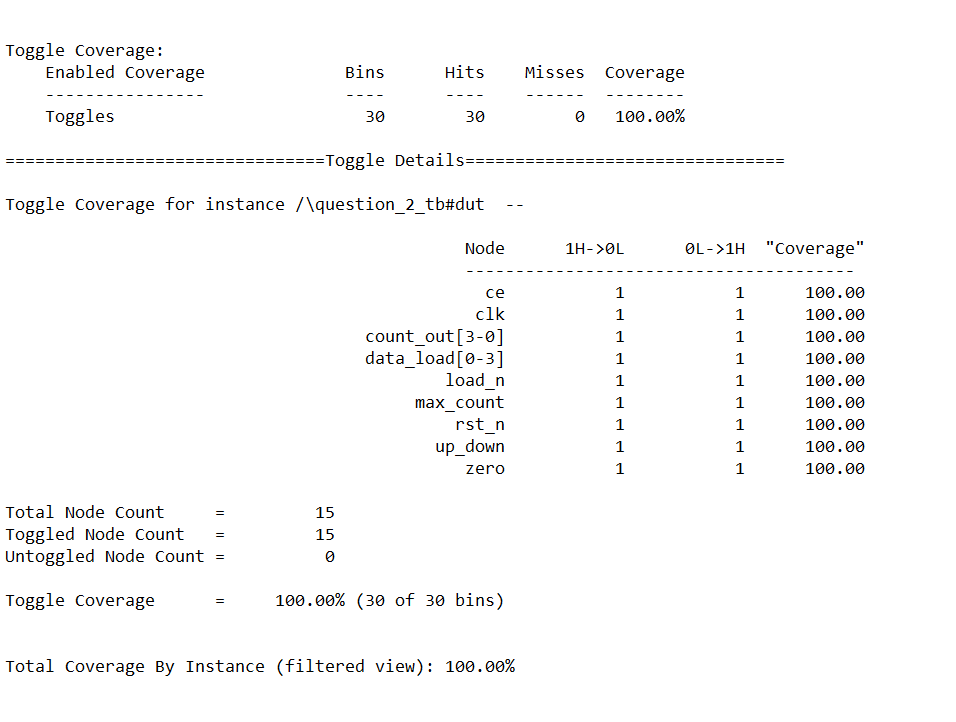 Toggle Coverage:
    Enabled Coverage              Bins      Hits    Misses  Coverage
    ----------------              ----      ----    ------  --------
    Toggles                         30        30         0   100.00%

================================Toggle Details================================

Toggle Coverage for instance /\question_2_tb#dut  --

                                              Node      1H->0L      0L->1H  "Coverage"
                                              ---------------------------------------
                                                ce           1           1      100.00
                                               clk           1           1      100.00
                                    count_out[3-0]           1           1      100.00
                                    data_load[0-3]           1           1      100.00
                                            load_n           1           1      100.00
                                         max_count           1           1      100.00
                                             rst_n           1           1      100.00
                                           up_down           1           1      100.00
                                              zero           1           1      100.00

Total Node Count     =         15
Toggled Node Count   =         15
Untoggled Node Count =          0

Toggle Coverage      =     100.00% (30 of 30 bins)


Total Coverage By Instance (filtered view): 100.00%